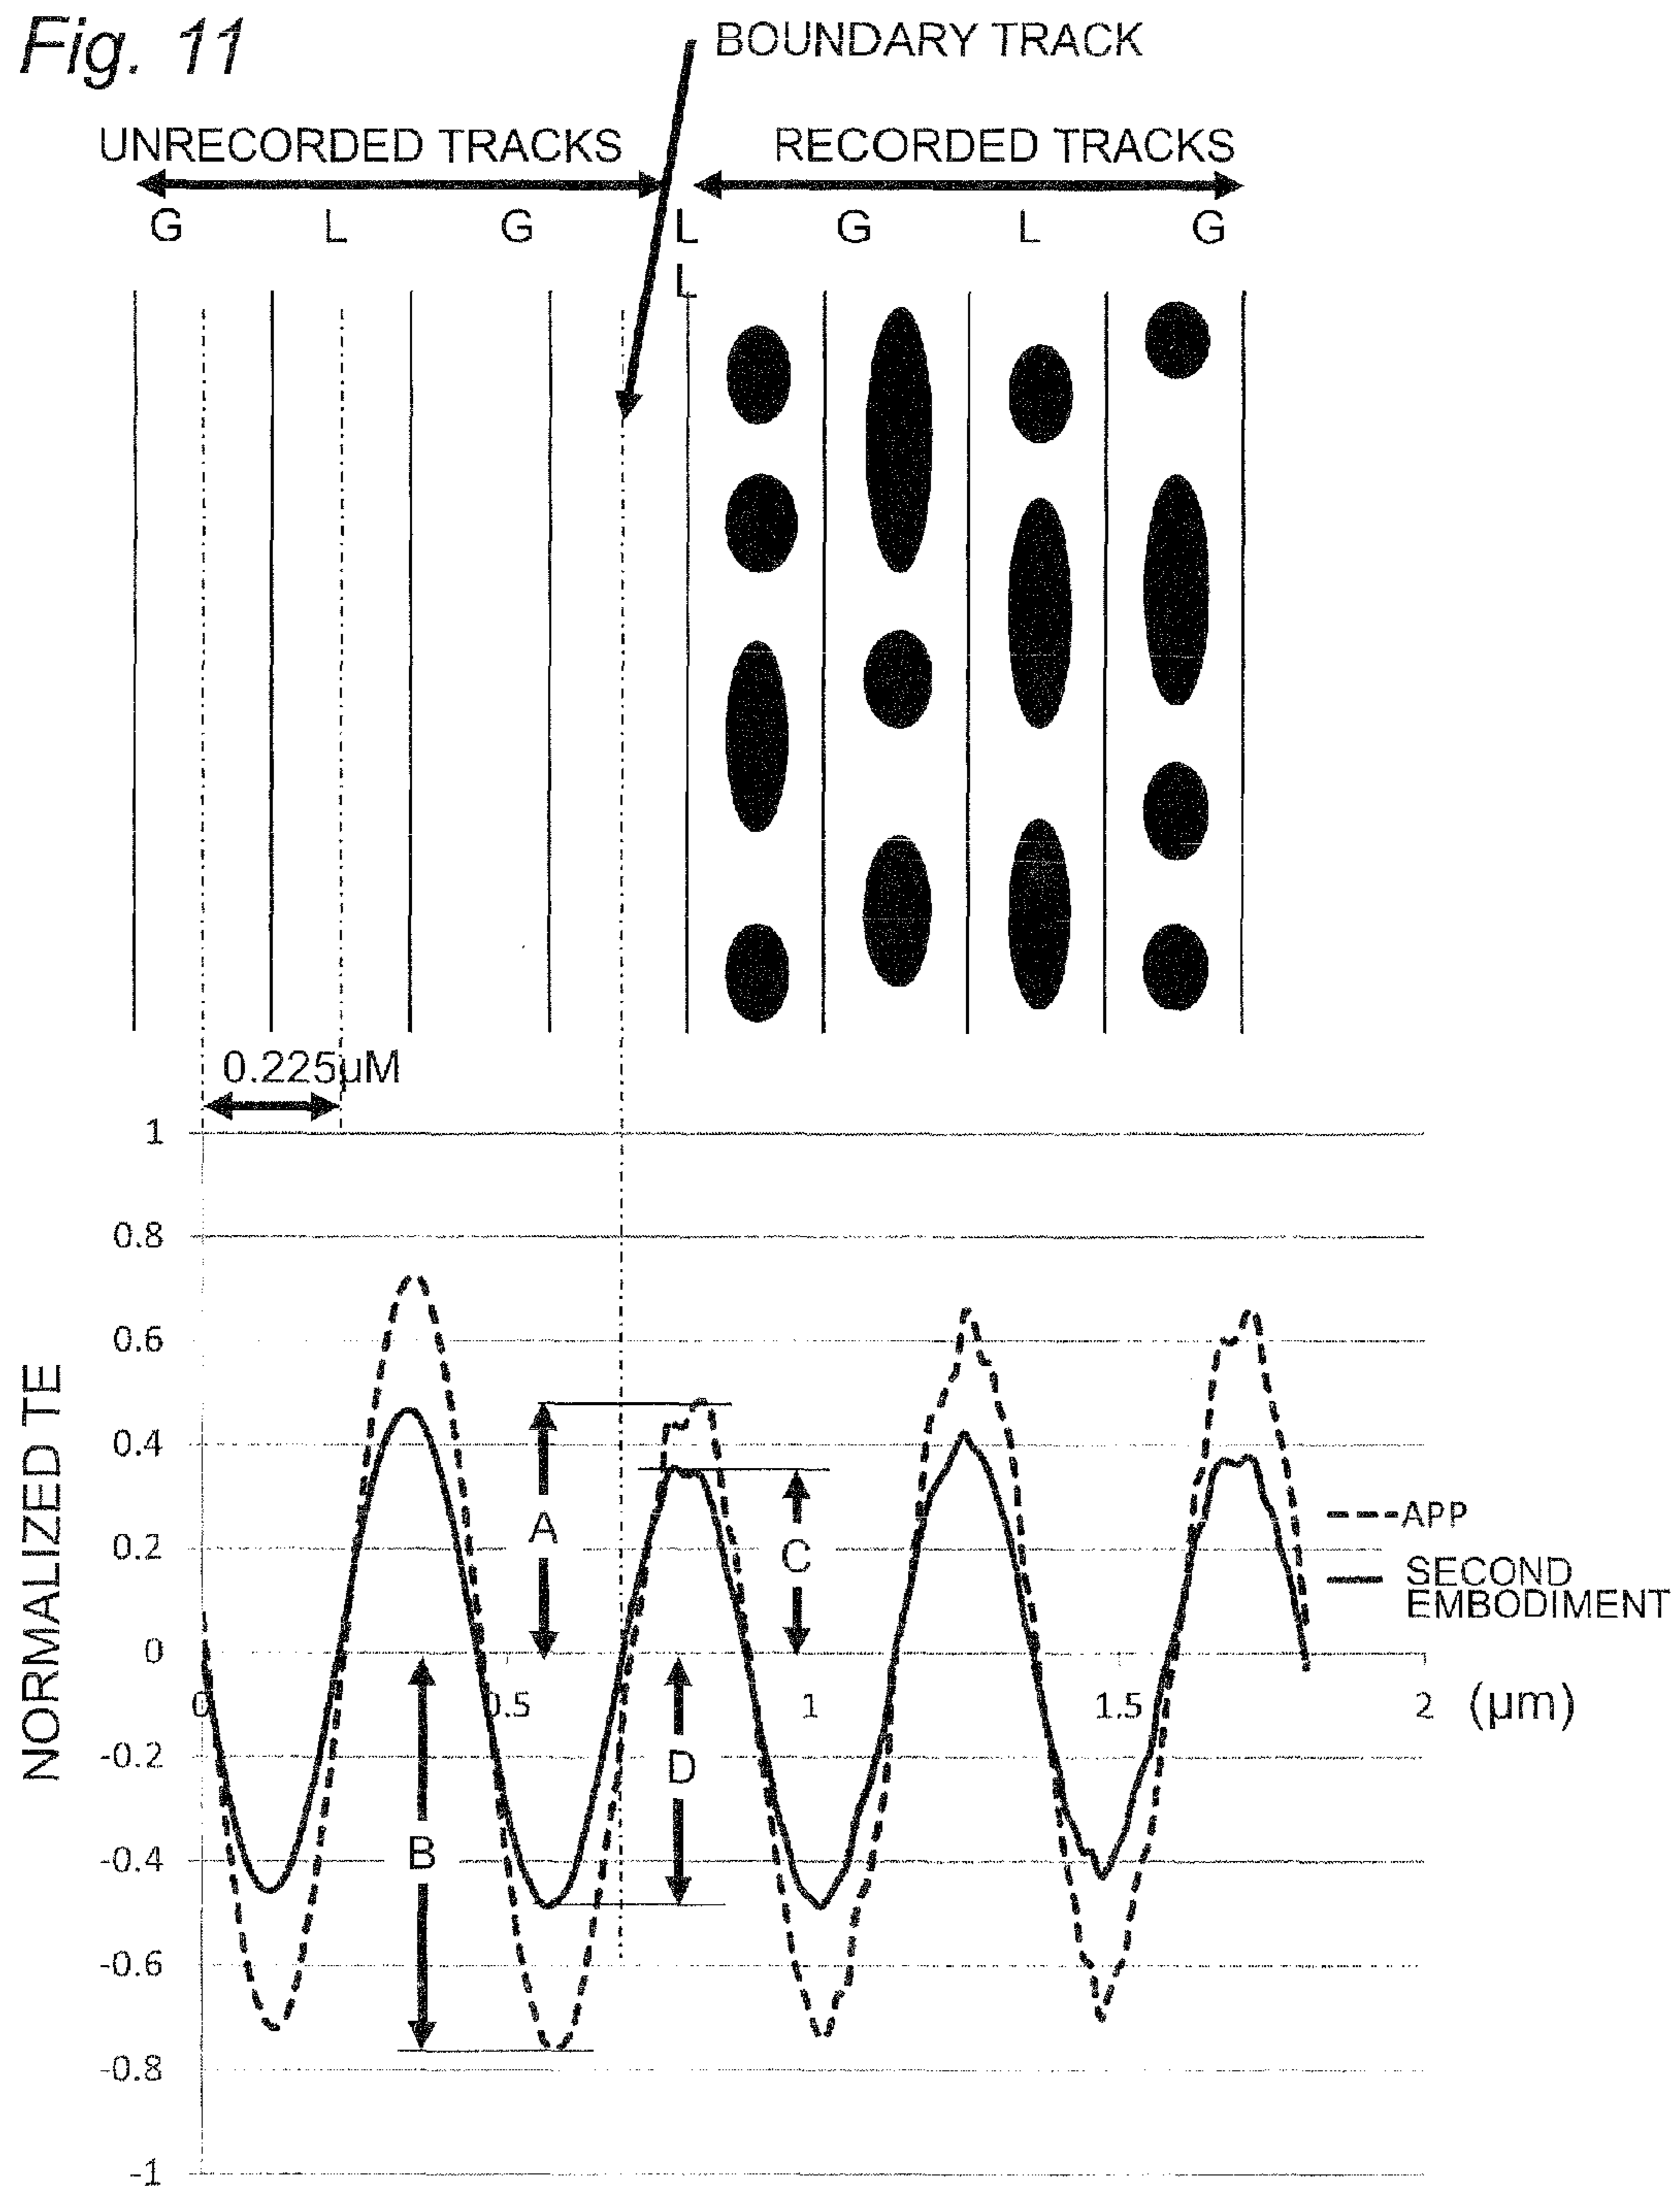 Fig. 11
BOUNDARY TRACK
UNRECORDED TRACKS
RECORDED TRACKS
G L G L G L G
L
0.225µM
1
0.8
0.6
0.4
0.2
0
-0.2
-0.4
-0.6
-0.8
-1
NORMALIZED TE
0 0.5 1 1.5 2 (µm)
A
B
C
D
APP
SECOND
EMBODIMENT